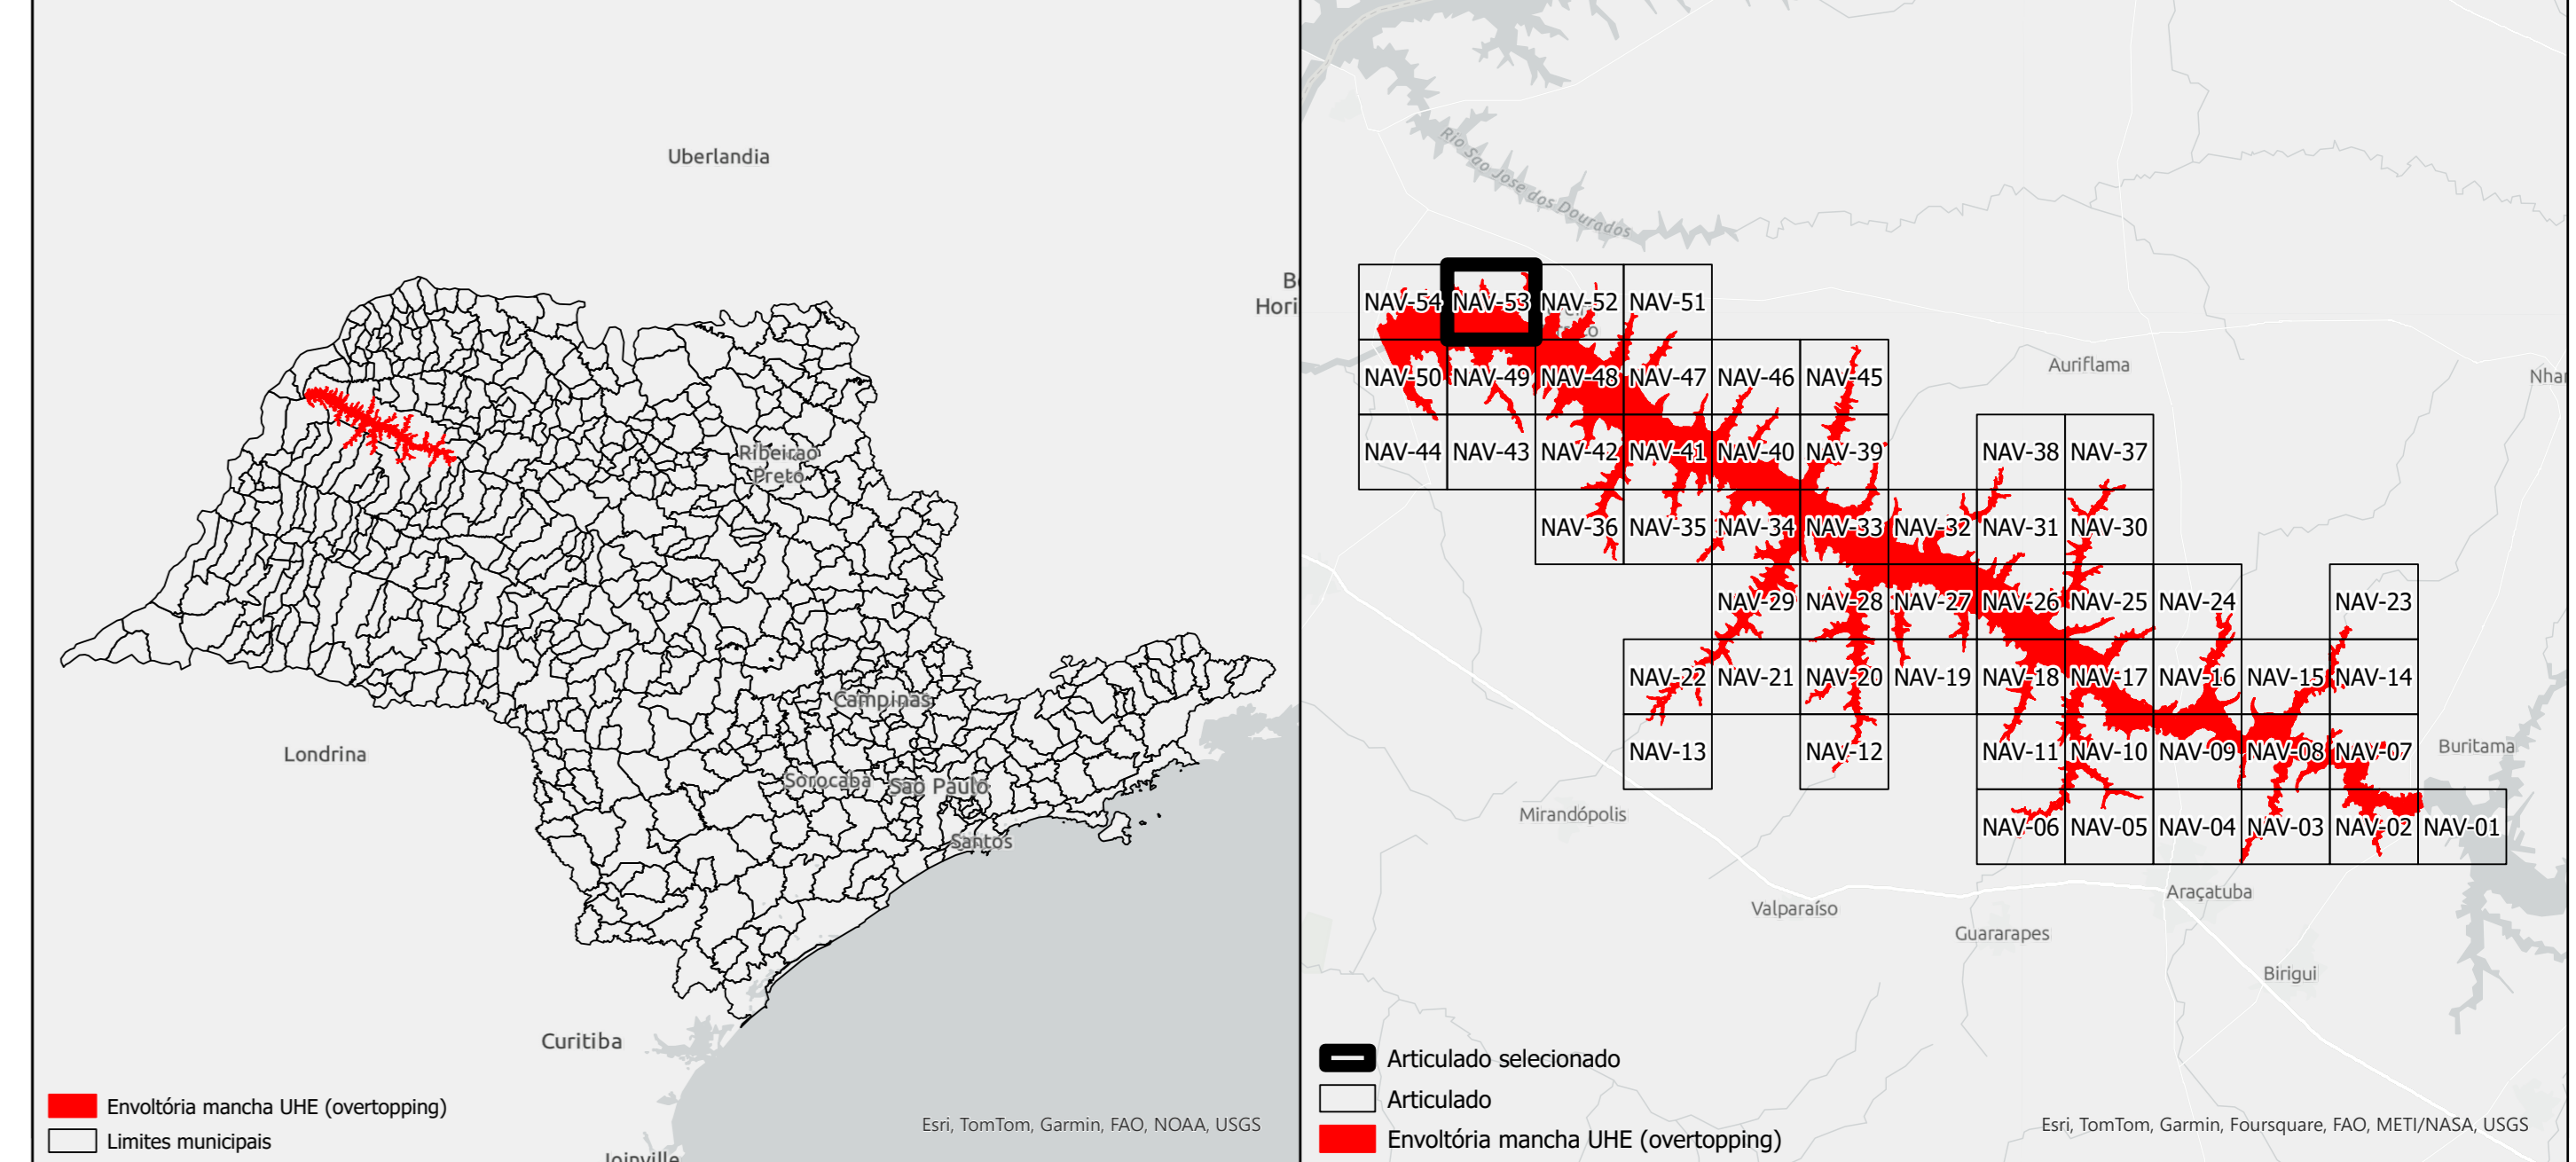 Uberlandia
Ribeirao
Preto
Campinas
Londrina
Sorocaba
Sao Paulo
Santos
Curitiba
Joinville
Envoltória mancha UHE (overtopping)
Limites municipais
Esri, TomTom, Garmin, FAO, NOAA, USGS
Hori
Rio Sao Jose dos Dourados
NAV-54 NAV-53 NAV-52 NAV-51
Auriflama
NAV-50 NAV-49 NAV-48 NAV-47 NAV-46 NAV-45
Nhar
NAV-44 NAV-43 NAV-42 NAV-41 NAV-40 NAV-39 NAV-38 NAV-37
NAV-36 NAV-35 NAV-34 NAV-33 NAV-32 NAV-31 NAV-30
NAV-29 NAV-28 NAV-27 NAV-26 NAV-25 NAV-24 NAV-23
NAV-22 NAV-21 NAV-20 NAV-19 NAV-18 NAV-17 NAV-16 NAV-15 NAV-14
NAV-13 NAV-12 NAV-11 NAV-10 NAV-09 NAV-08 NAV-07
Buritama
Mirandópolis
NAV-06 NAV-05 NAV-04 NAV-03 NAV-02 NAV-01
Araçatuba
Valparaíso
Guararapes
Birigui
Articulado selecionado
Articulado
Envoltória mancha UHE (overtopping)
Esri, TomTom, Garmin, Foursquare, FAO, METI/NASA, USGS